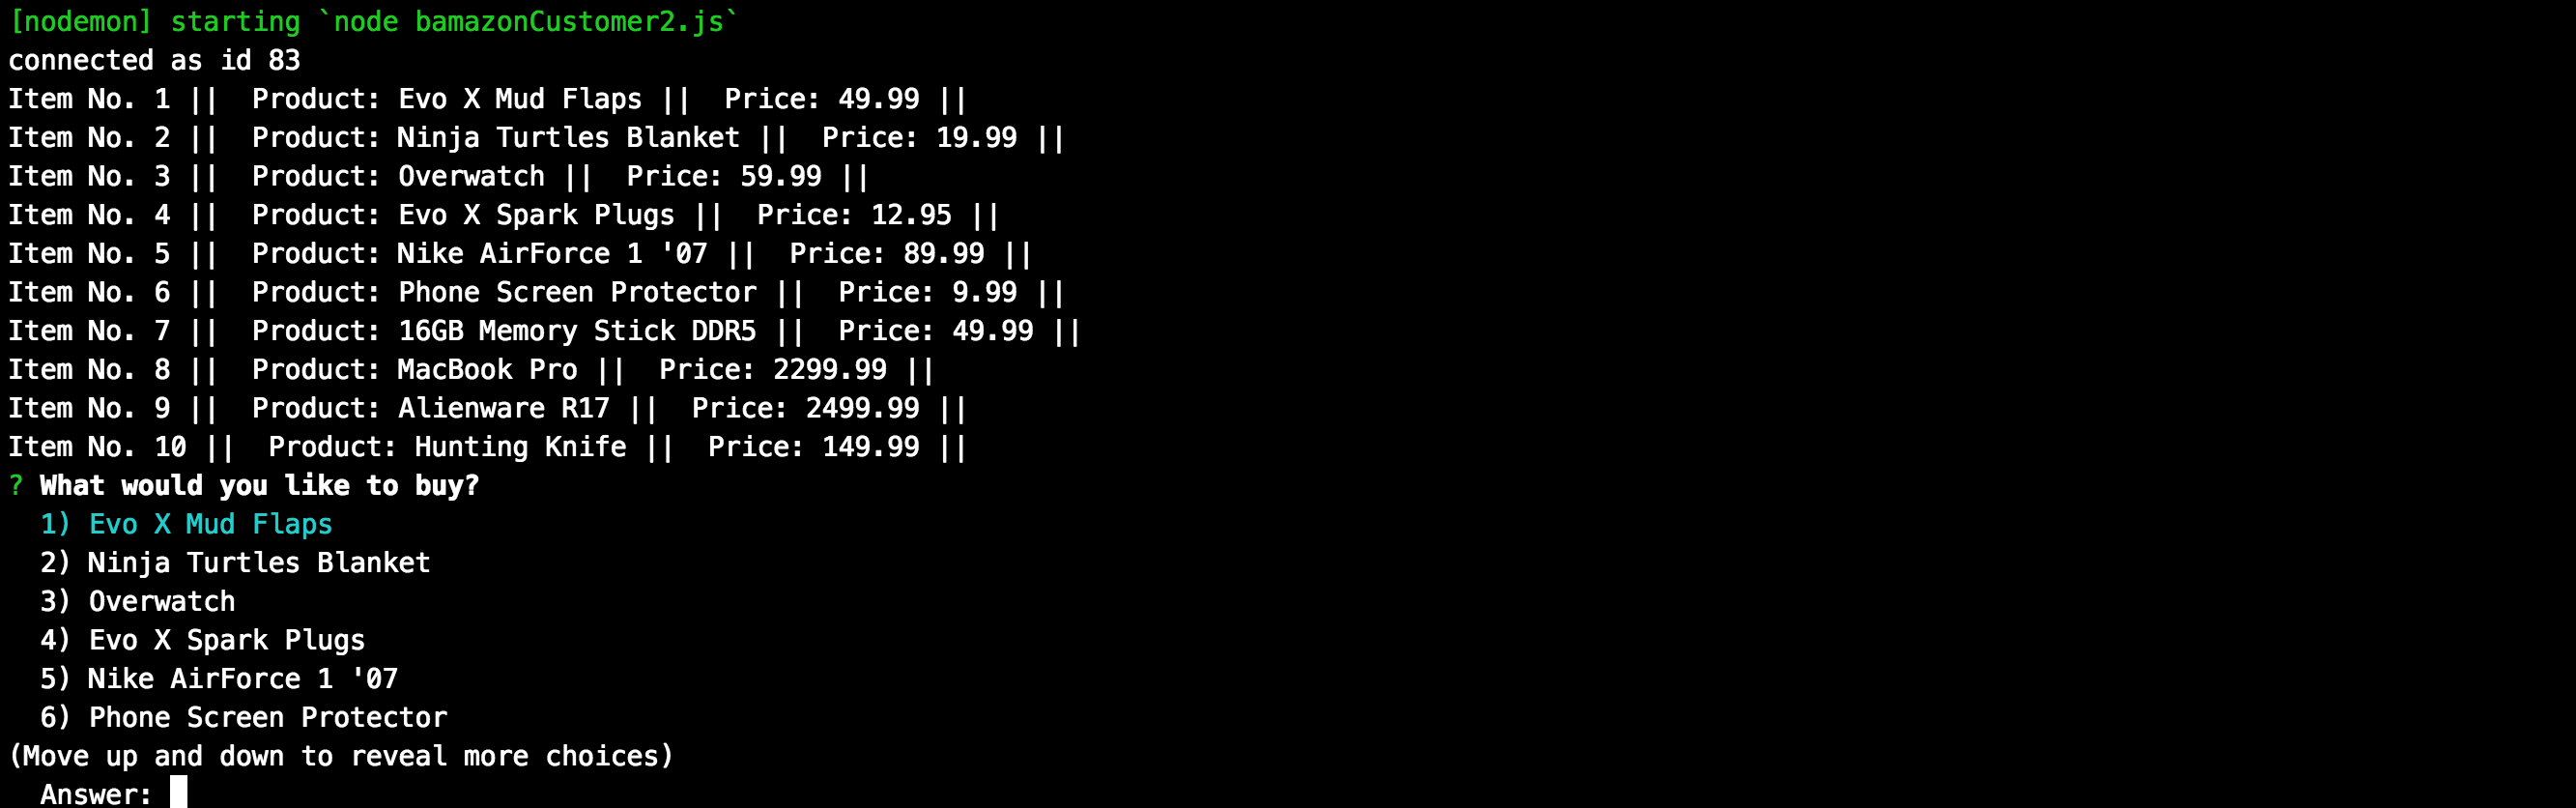 [nodemon] starting `node bamazonCustomer2.js`
connected as id 83
Item No. 1 ||  Product: Evo X Mud Flaps ||  Price: 49.99 ||
Item No. 2 ||  Product: Ninja Turtles Blanket ||  Price: 19.99 ||
Item No. 3 ||  Product: Overwatch ||  Price: 59.99 ||
Item No. 4 ||  Product: Evo X Spark Plugs ||  Price: 12.95 ||
Item No. 5 ||  Product: Nike AirForce 1 '07 ||  Price: 89.99 ||
Item No. 6 ||  Product: Phone Screen Protector ||  Price: 9.99 ||
Item No. 7 ||  Product: 16GB Memory Stick DDR5 ||  Price: 49.99 ||
Item No. 8 ||  Product: MacBook Pro ||  Price: 2299.99 ||
Item No. 9 ||  Product: Alienware R17 ||  Price: 2499.99 ||
Item No. 10 ||  Product: Hunting Knife ||  Price: 149.99 ||
? What would you like to buy?
  1) Evo X Mud Flaps
  2) Ninja Turtles Blanket
  3) Overwatch
  4) Evo X Spark Plugs
  5) Nike AirForce 1 '07
  6) Phone Screen Protector
(Move up and down to reveal more choices)
  Answer: